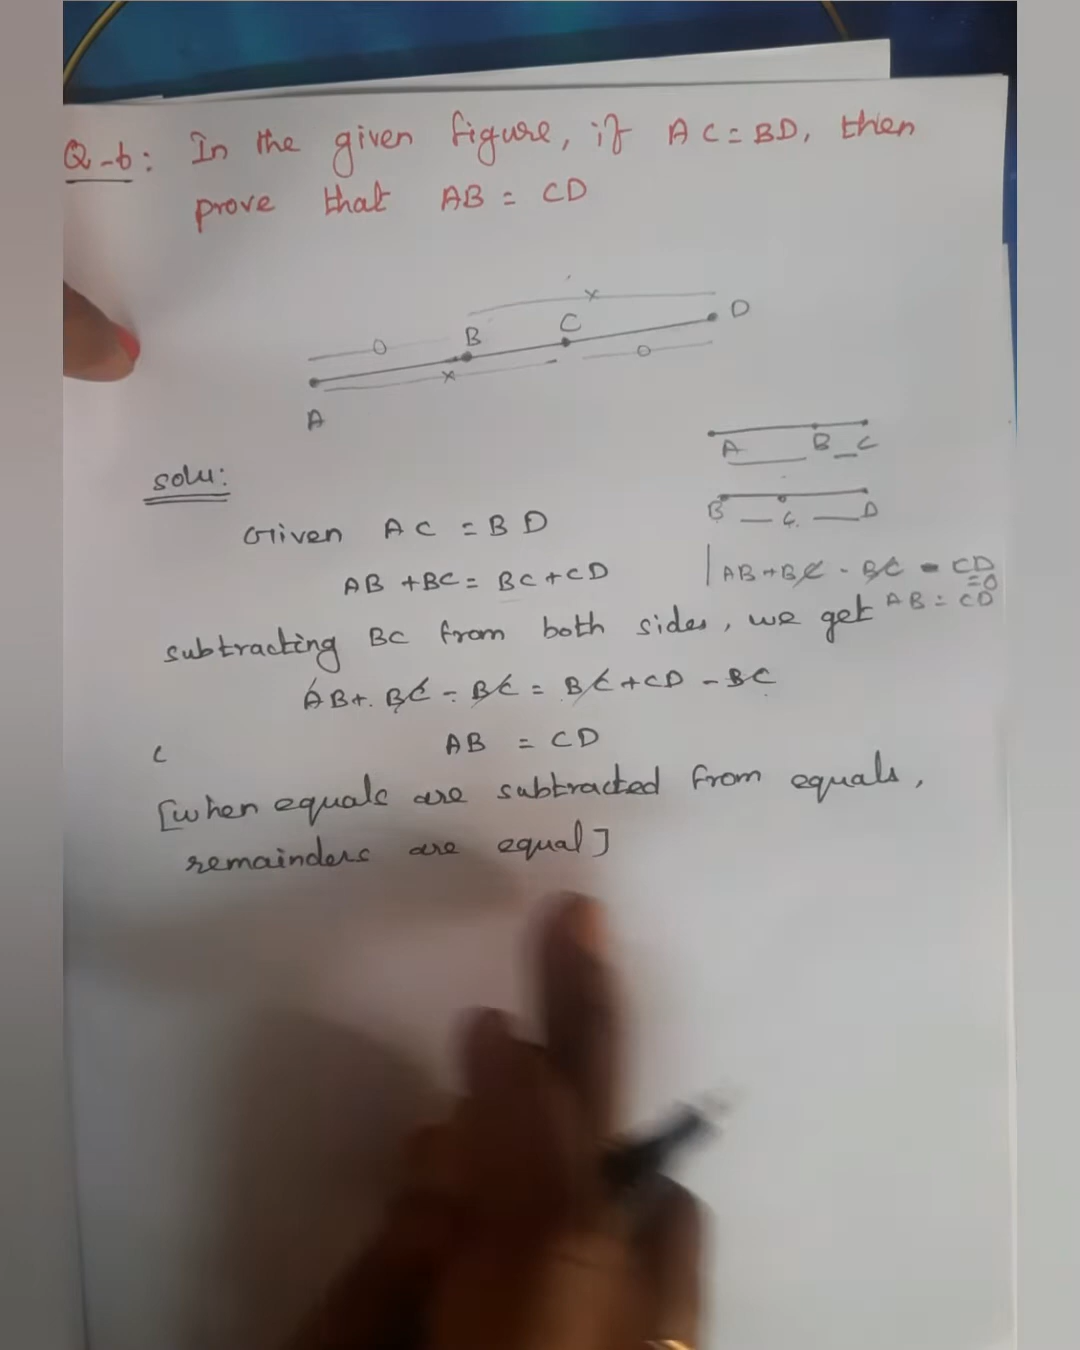 Q-6: In the given figure, if AC = BD, then
prove that AB = CD
O
B
C
x
D
x
O
A
A B C
B C D
solu:
Given AC = BD
AB + BC = BC + CD
AB + BC - BC - CD
= 0
AB = CD
subtracting BC from both sides, we get
AB + BC - BC = BC + CD - BC
AB = CD
[when equals are subtracted from equals,
remainders are equal]